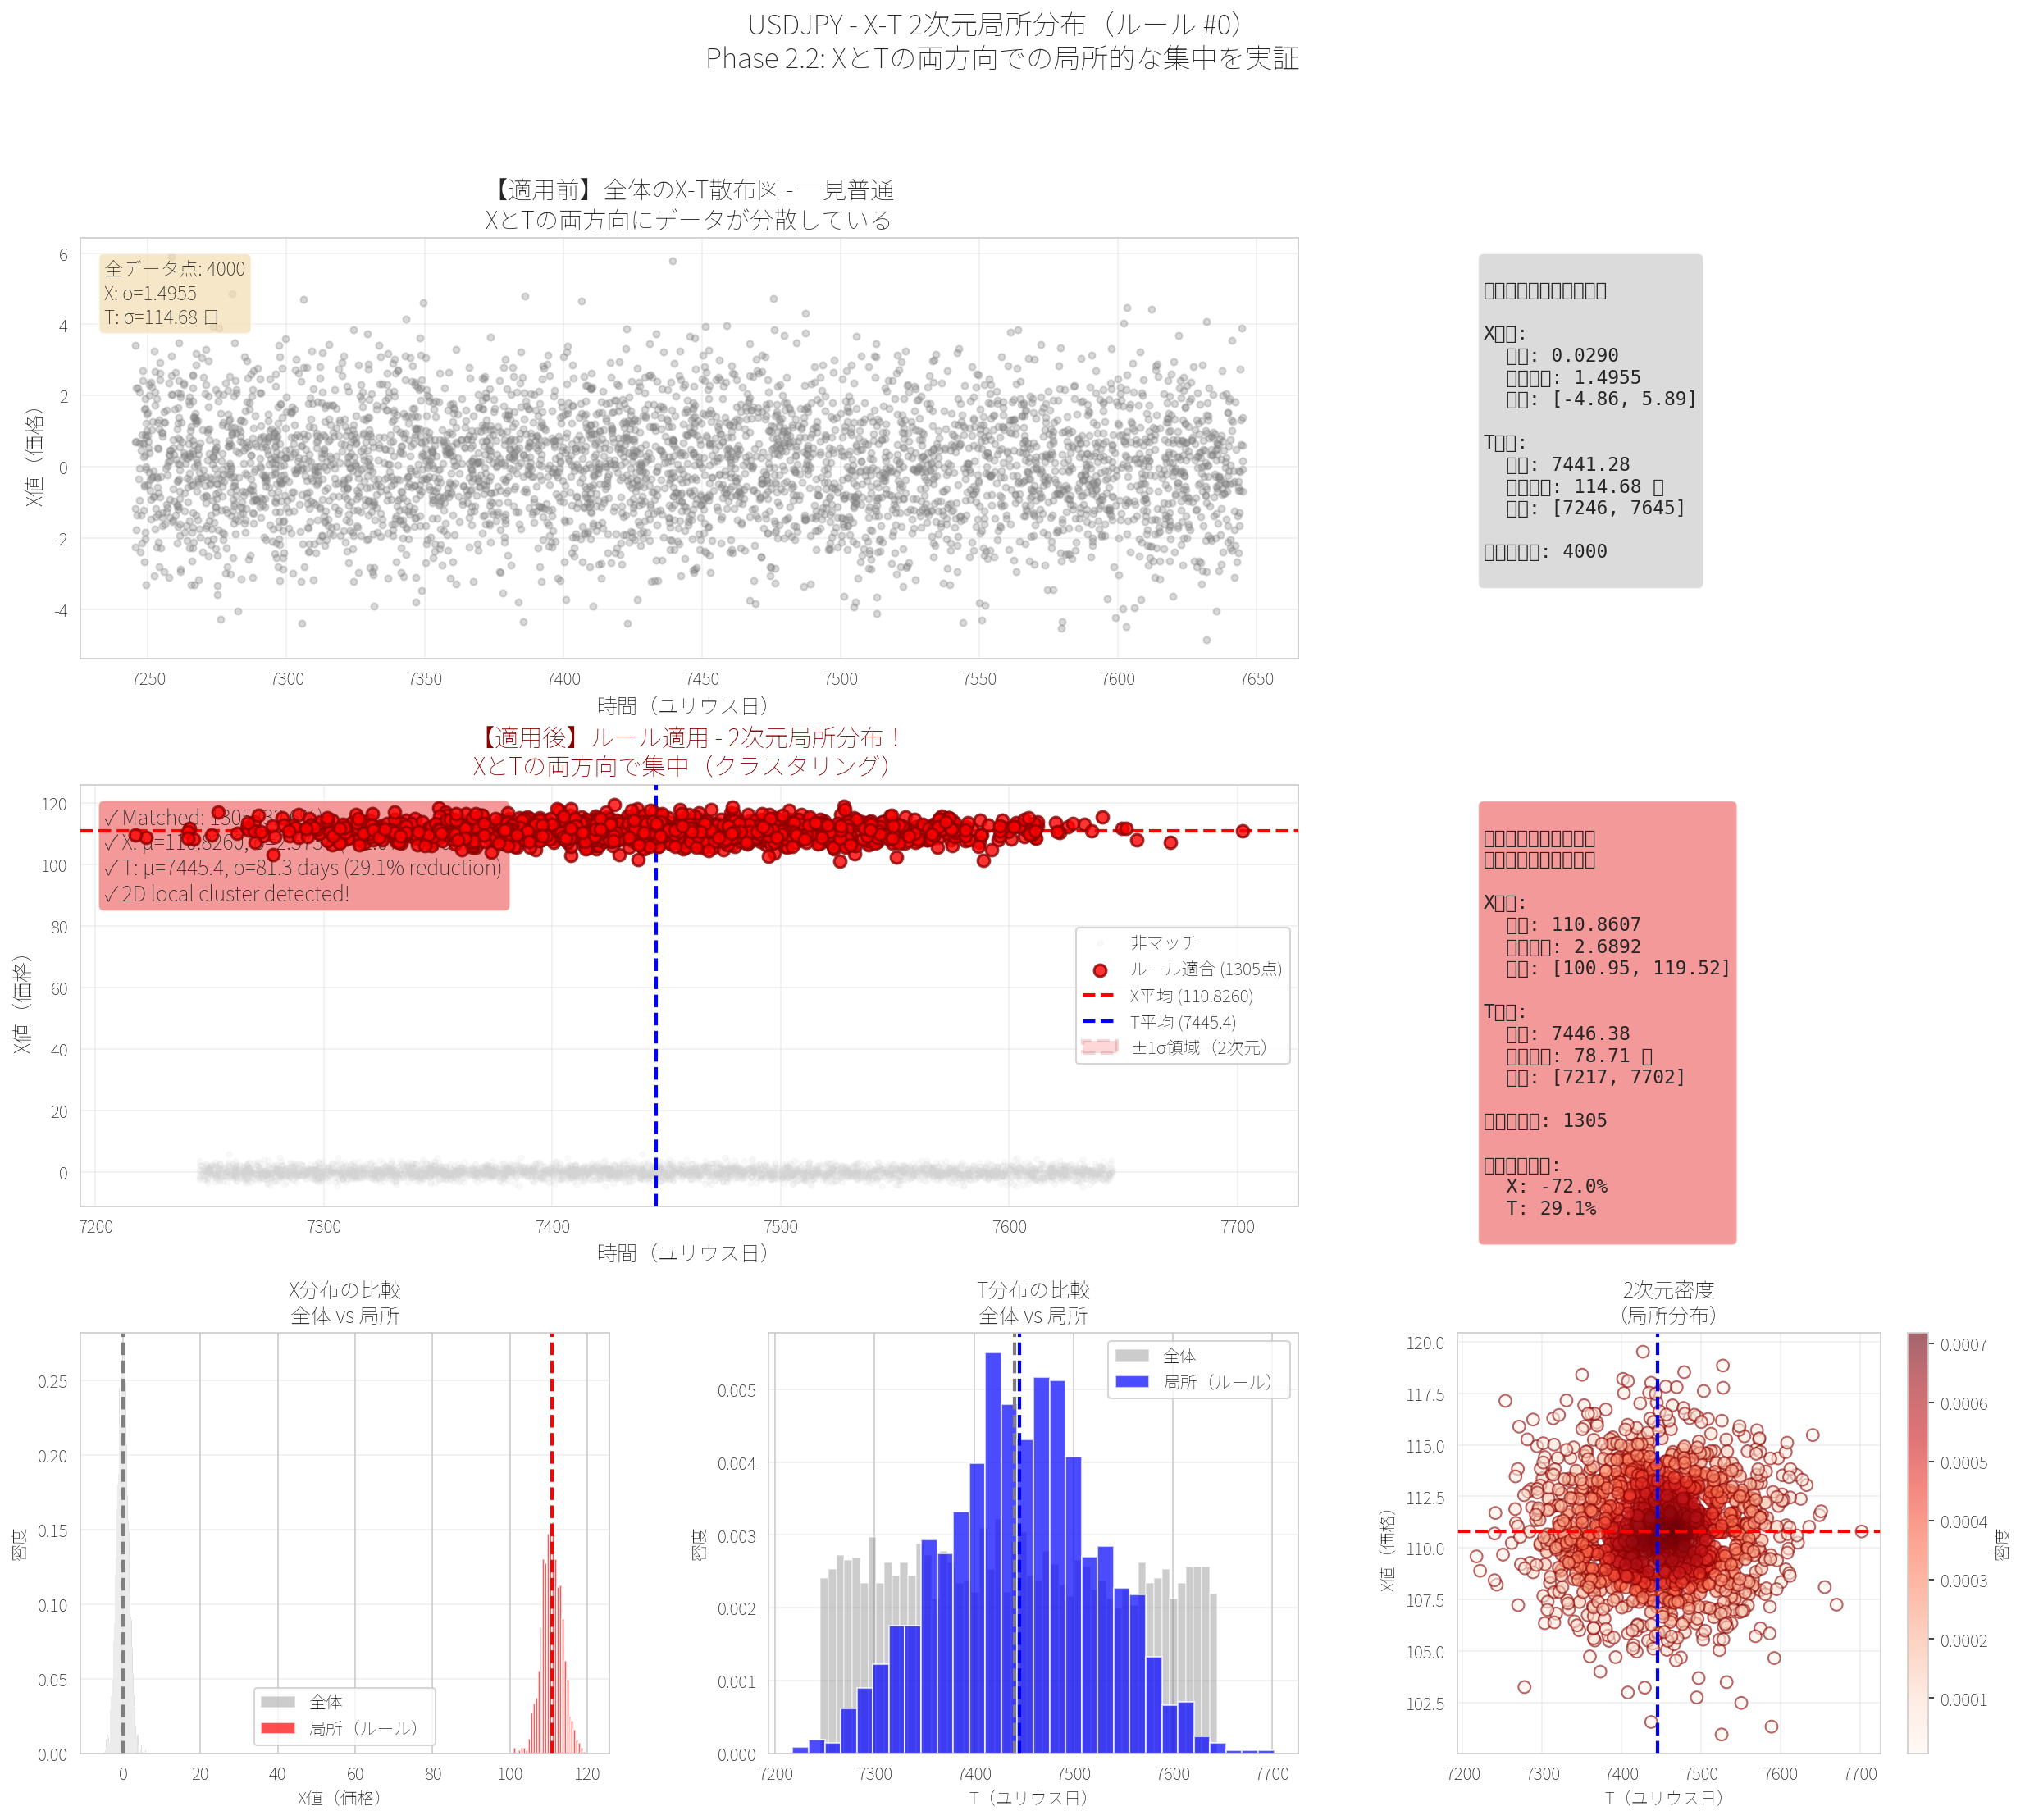 USDJPY - X-T 2次元局所分布（ルール #0）
Phase 2.2: XとTの両方向での局所的な集中を実証
【適用前】全体のX-T散布図 - 一見普通
XとTの両方向にデータが分散している
全データ点: 4000
X: σ=1.4955
T: σ=114.68 日
X値（価格）
6
4
2
0
-2
-4
7250 7300 7350 7400 7450 7500 7550 7600 7650
時間（ユリウス日）
: 0.0290
: 1.4955
: [-4.86, 5.89]
: 7441.28
: 114.68
: [7246, 7645]
: 4000
【適用後】ルール適用 - 2次元局所分布！
XとTの両方向で集中（クラスタリング）
✓ Matched: 1305
✓ X: μ=110.8260,
✓ T: μ=7445.4, σ=81.3 days (29.1% reduction)
✓ 2D local cluster detected!
X値（価格）
120
100
80
60
40
20
0
非マッチ
ルール適合 (1305点)
X平均 (110.8260)
T平均 (7445.4)
±1σ領域（2次元）
7200 7300 7400 7500 7600 7700
時間（ユリウス日）
: 110.8607
: 2.6892
: [100.95, 119.52]
: 7446.38
: 78.71
: [7217, 7702]
: 1305
X: -72.0%
T: 29.1%
X分布の比較
全体 vs 局所
密度
0.25
0.20
0.15
0.10
0.05
0.00
全体
局所（ルール）
0 20 40 60 80 100 120
X値（価格）
T分布の比較
全体 vs 局所
密度
0.005
0.004
0.003
0.002
0.001
0.000
全体
局所（ルール）
7200 7300 7400 7500 7600 7700
T（ユリウス日）
2次元密度
（局所分布）
X値（価格）
120.0
117.5
115.0
112.5
110.0
107.5
105.0
102.5
7200 7300 7400 7500 7600 7700
T（ユリウス日）
0.0007
0.0006
0.0005
0.0004
0.0003
0.0002
0.0001
密度